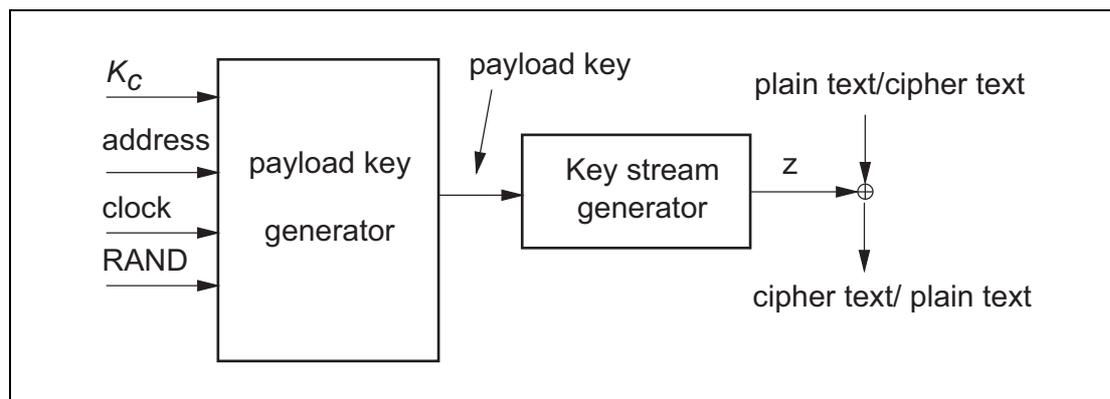 K_c
address
clock
RAND
payload key
generator
payload key
Key stream
generator
z
plain text/cipher text
cipher text/ plain text